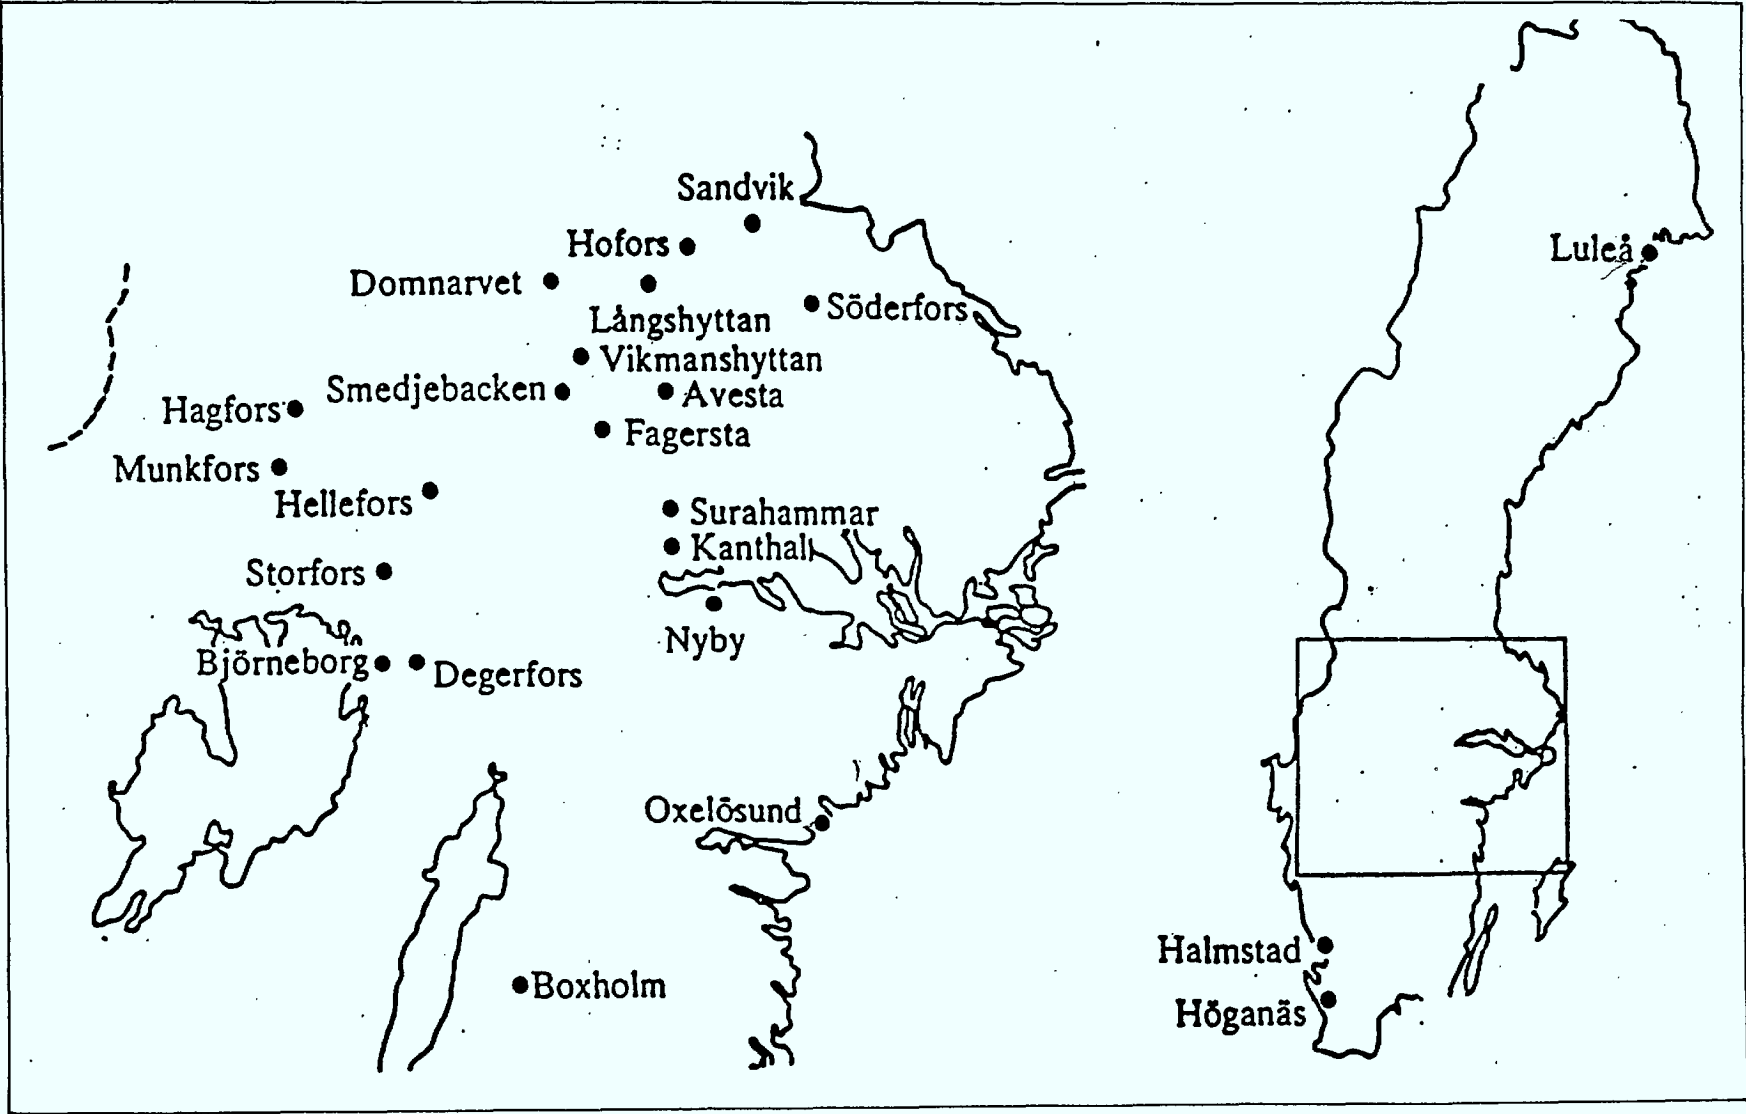 Sandvik
Hofors
Domnarvet
Långshyttan
Söderfors
Vikmanshyttan
Smedjebacken
Avesta
Hagfors
Fagersta
Munkfors
Hellefors
Surahammar
Kanthal
Storfors
Nyby
Björneborg
Degerfors
Oxelösund
Boxholm
Luleå
Halmstad
Höganäs